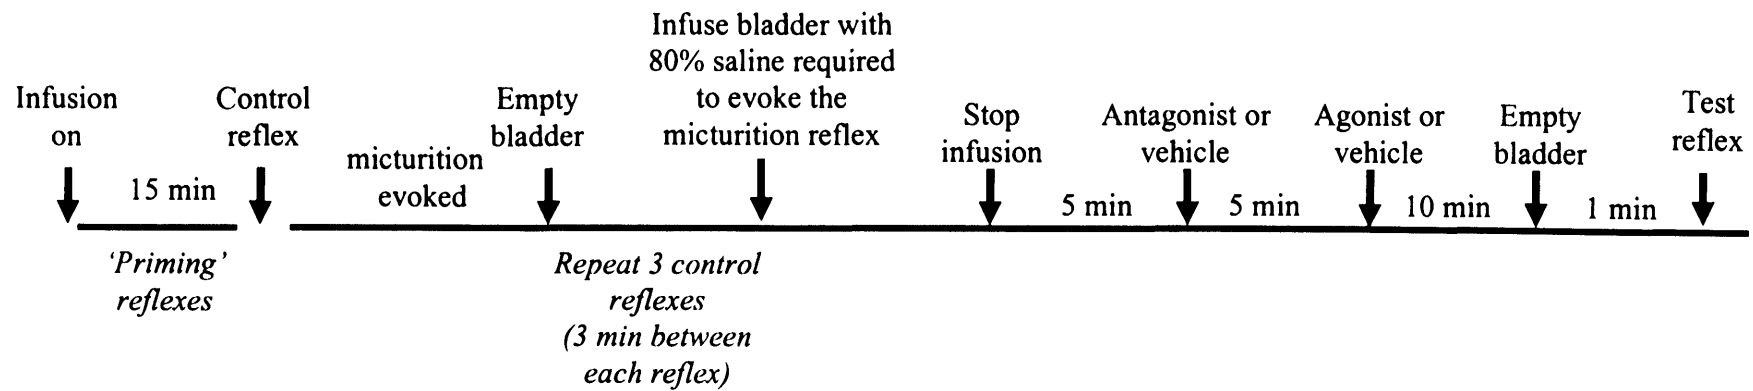 Infusion
on
15 min
'Priming'
reflexes
Control
reflex
micturition
evoked
Empty
bladder
Infuse bladder with
80% saline required
to evoke the
micturition reflex
Repeat 3 control
reflexes
(3 min between
each reflex)
Stop
infusion
5 min
Antagonist or
vehicle
5 min
Agonist or
vehicle
10 min
Empty
bladder
1 min
Test
reflex